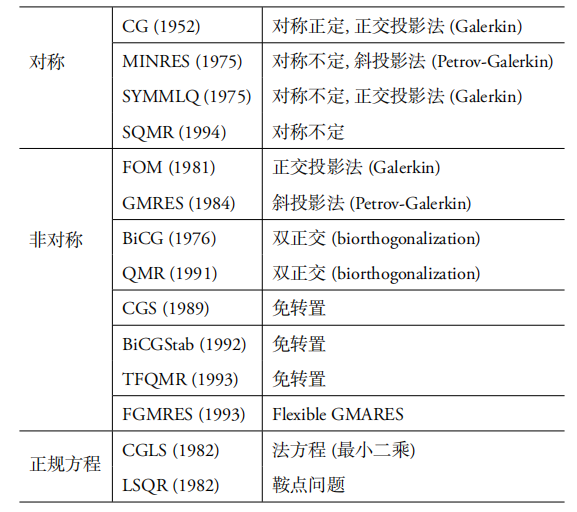 CG (1952) 对称正定, 正交投影法 (Galerkin)
对称 MINRES (1975) 对称不定, 斜投影法 (Petrov-Galerkin)
SYMMLQ (1975) 对称不定, 正交投影法 (Galerkin)
SQMR (1994) 对称不定
FOM (1981) 正交投影法 (Galerkin)
GMRES (1984) 斜投影法 (Petrov-Galerkin)
非对称 BiCG (1976) 双正交 (biorthogonalization)
QMR (1991) 双正交 (biorthogonalization)
CGS (1989) 免转置
BiCGStab (1992) 免转置
TFQMR (1993) 免转置
FGMRES (1993) Flexible GMARES
正规方程 CGLS (1982) 法方程 (最小二乘)
LSQR (1982) 鞍点问题